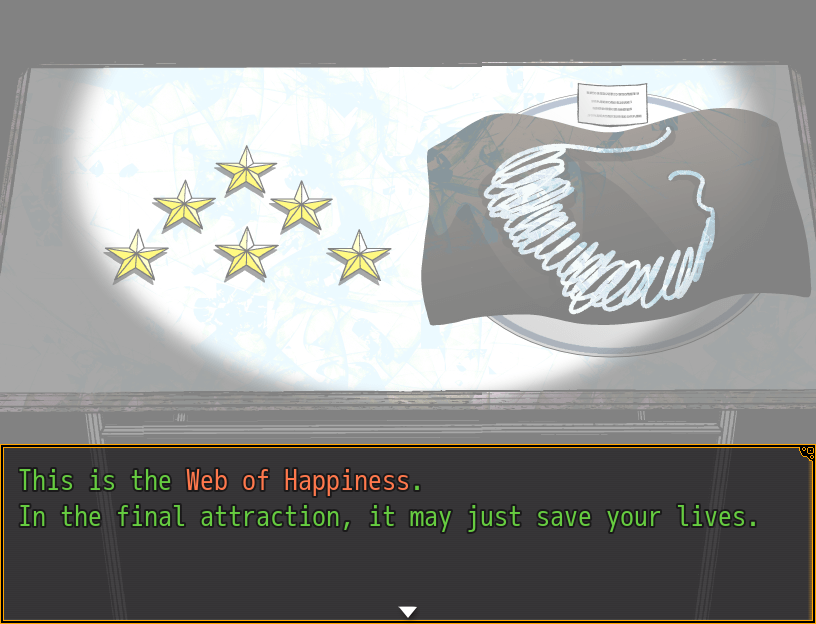 This is the Web of Happiness.
In the final attraction, it may just save your lives.